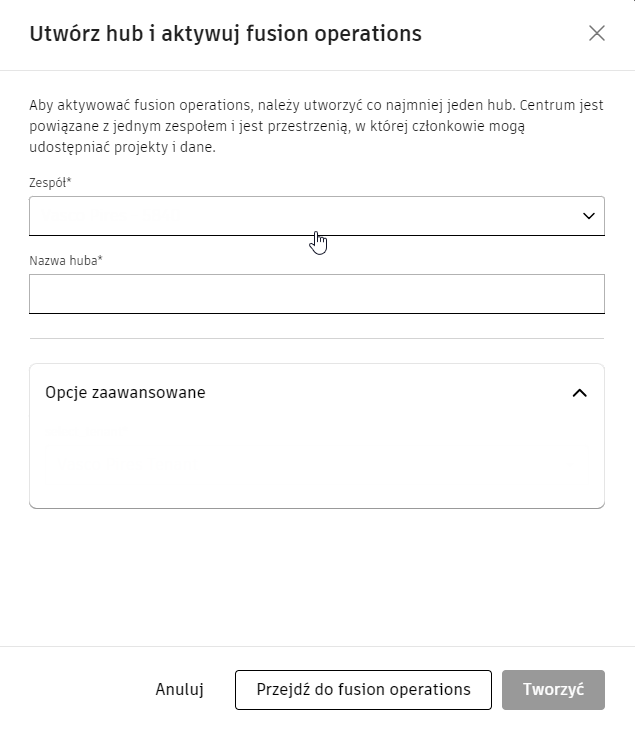 Utwórz hub i aktywuj fusion operations
Aby aktywować fusion operations, należy utworzyć co najmniej jeden hub. Centrum jest
powiązane z jednym zespołem i jest przestrzenią, w której członkowie mogą
udostępniać projekty i dane.
Zespół*
Nazwa huba*
Opcje zaawansowane
Anuluj
Przejdź do fusion operations
Tworzyć